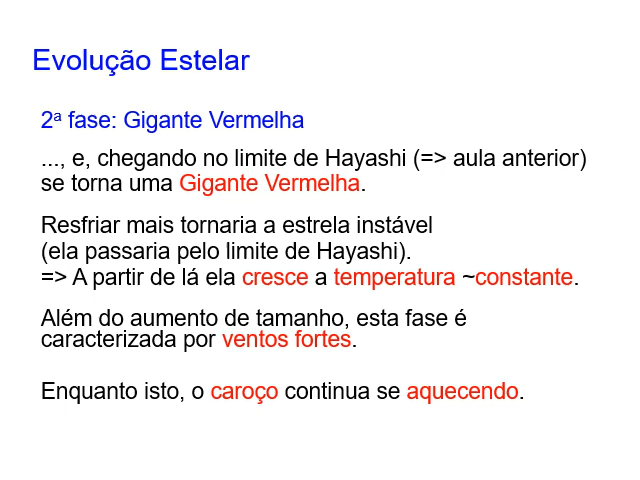 Evolução Estelar
2ª fase: Gigante Vermelha
..., e, chegando no limite de Hayashi (=> aula anterior)
se torna uma Gigante Vermelha.
Resfriar mais tornaria a estrela instável
(ela passaria pelo limite de Hayashi).
=> A partir de lá ela cresce a temperatura ~constante.
Além do aumento de tamanho, esta fase é
caracterizada por ventos fortes.
Enquanto isto, o caroço continua se aquecendo.